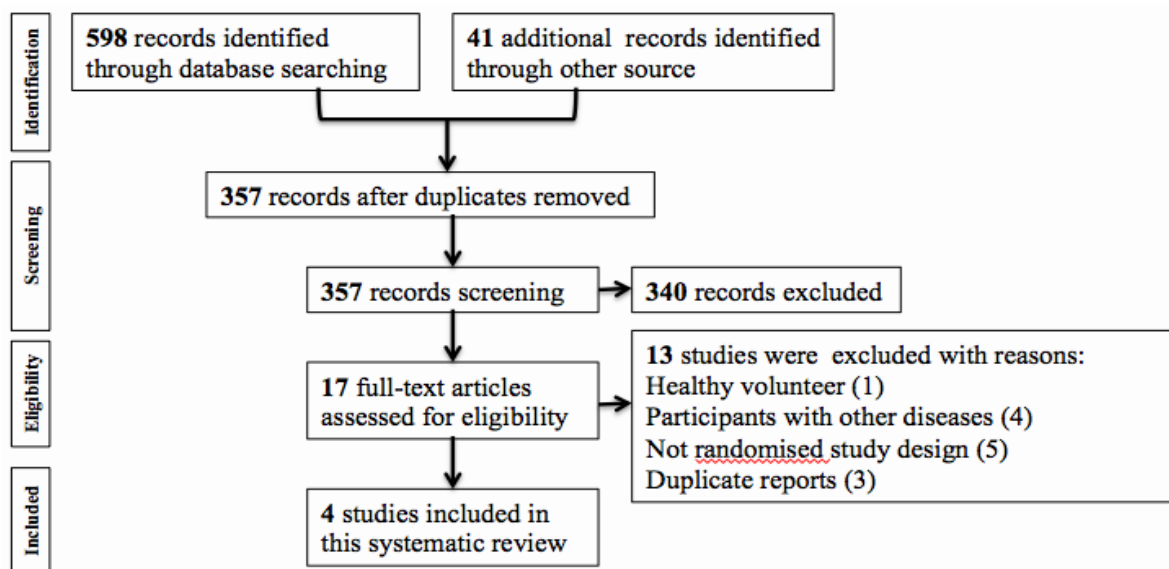 Identification
598 records identified
through database searching
41 additional  records identified
through other source
Screening
357 records after duplicates removed
357 records screening
340 records excluded
Eligibility
17 full-text articles
assessed for eligibility
13 studies were  excluded with reasons:
Healthy volunteer (1)
Participants with other diseases (4)
Not randomised study design (5)
Duplicate reports (3)
Included
4 studies included in
this systematic review